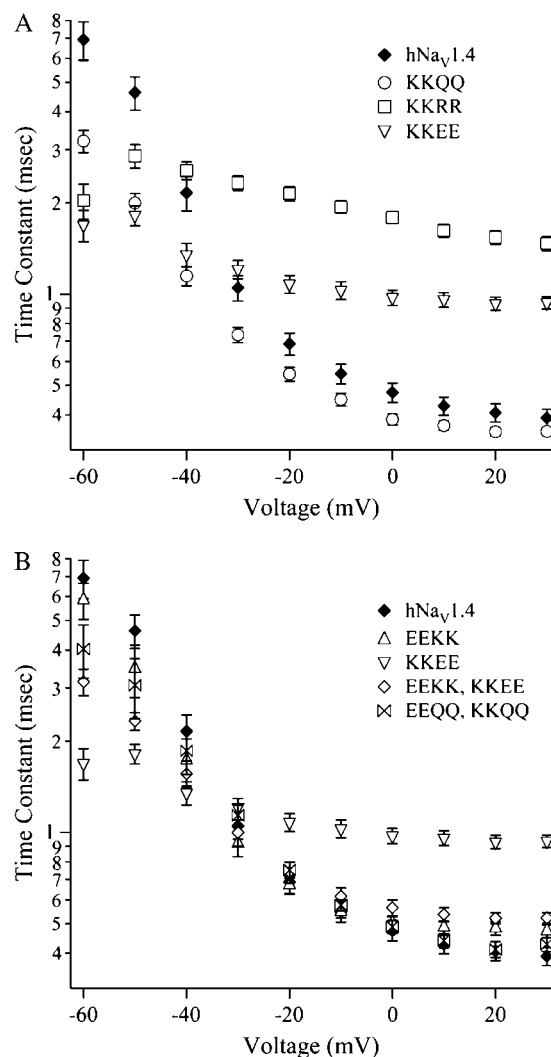 A
8
7
6
5
4
3
2
1
9
8
7
6
5
4
Time Constant (msec)
hNaV1.4
KKQQ
KKRR
KKEE
-60 -40 -20 0 20
Voltage (mV)
B
8
7
6
5
4
3
2
1
9
8
7
6
5
4
Time Constant (msec)
hNaV1.4
EEKK
KKEE
EEKK, KKEE
EEQQ, KKQQ
-60 -40 -20 0 20
Voltage (mV)